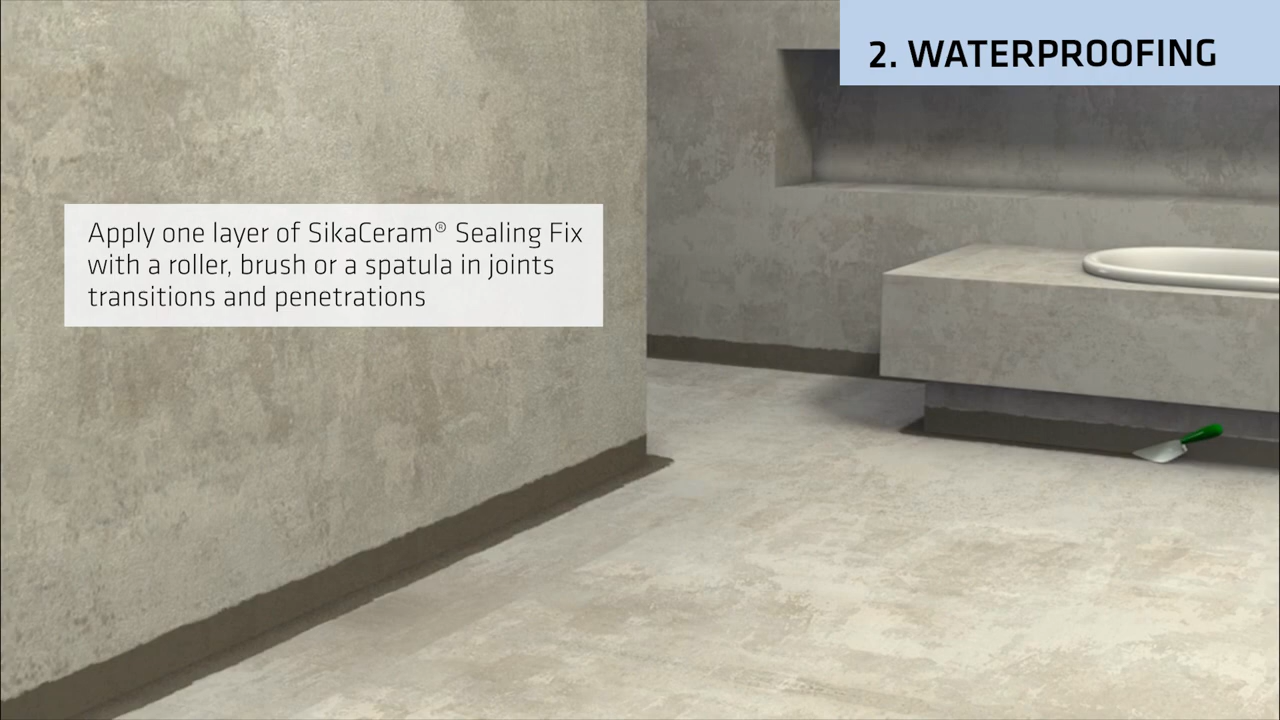 2. WATERPROOFING
Apply one layer of SikaCeram® Sealing Fix
with a roller, brush or a spatula in joints
transitions and penetrations